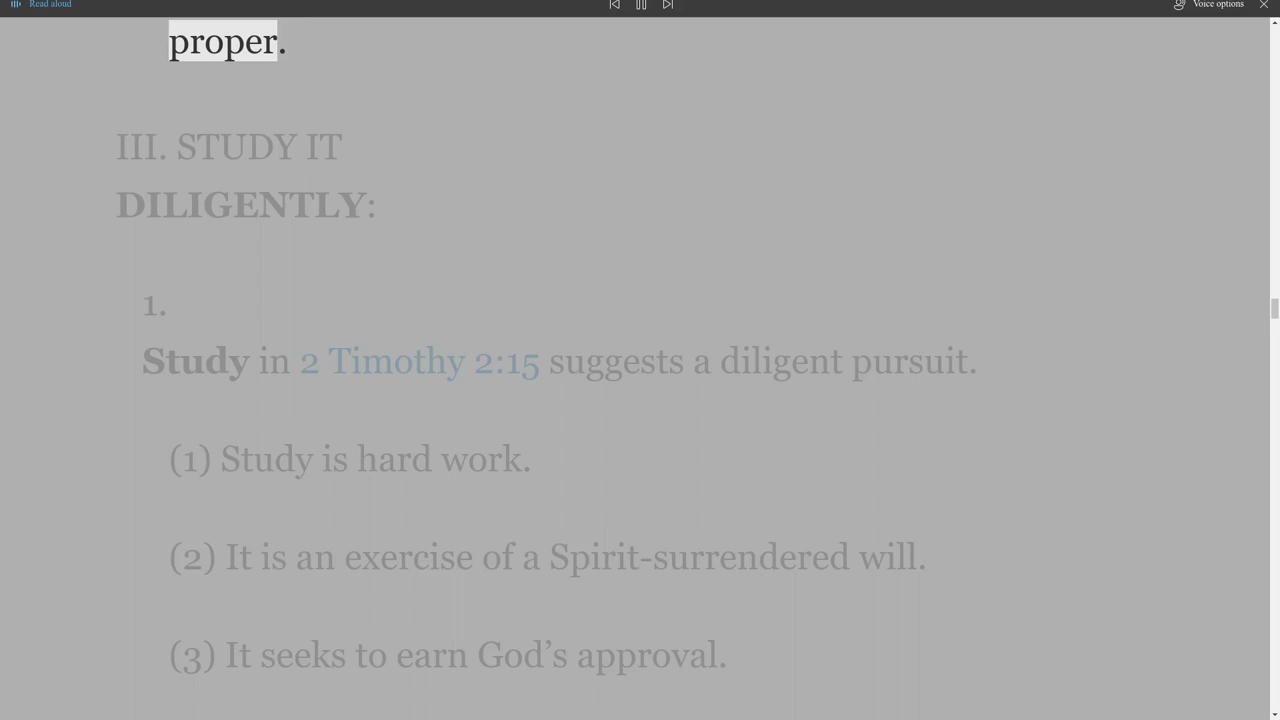 Read aloud
Voice options
proper.
III. STUDY IT
DILIGENTLY:
1.
Study in 2 Timothy 2:15 suggests a diligent pursuit.
(1) Study is hard work.
(2) It is an exercise of a Spirit-surrendered will.
(3) It seeks to earn God’s approval.